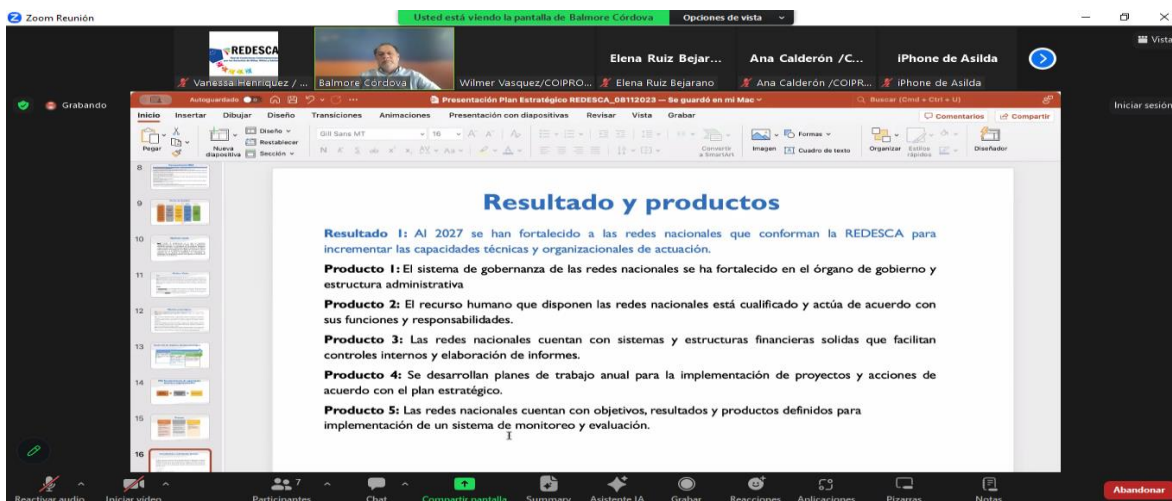 Zoom Reunión
Usted está viendo la pantalla de Balmore Córdova
Opciones de vista
Vista
REDESCA
Elena Ruiz Bejar...
Ana Calderón /C...
iPhone de Asilda
Vanessa Henriquez / ...
Balmore Córdova
Wilmer Vasquez/COIPRO...
Elena Ruiz Bejarano
Ana Calderón /COIPR...
iPhone de Asilda
Grabando
Iniciar sesión
Autoguardado
Presentación Plan Estratégico REDESCA_08112023 — Se guardó en mi Mac
Buscar (Cmd + Ctrl + U)
Inicio Insertar Dibujar Diseño Transiciones Animaciones Presentación con diapositivas Revisar Vista Grabar
Comentarios
Compartir
Pegar
Nueva diapositiva
Diseño
Restablecer
Sección
Gill Sans MT
16
Convertir a SmartArt
Imagen
Formas
Cuadro de texto
Organizar
Estilos rápidos
Diseñador
8
9
10
11
12
13
14
15
16
Resultado y productos
Resultado 1: Al 2027 se han fortalecido a las redes nacionales que conforman la REDESCA para
incrementar las capacidades técnicas y organizacionales de actuación.
Producto 1: El sistema de gobernanza de las redes nacionales se ha fortalecido en el órgano de gobierno y
estructura administrativa
Producto 2: El recurso humano que disponen las redes nacionales está cualificado y actúa de acuerdo con
sus funciones y responsabilidades.
Producto 3: Las redes nacionales cuentan con sistemas y estructuras financieras solidas que facilitan
controles internos y elaboración de informes.
Producto 4: Se desarrollan planes de trabajo anual para la implementación de proyectos y acciones de
acuerdo con el plan estratégico.
Producto 5: Las redes nacionales cuentan con objetivos, resultados y productos definidos para
implementación de un sistema de monitoreo y evaluación.
Reactivar audio
Iniciar video
7
Participantes
Chat
Compartir pantalla
Summary
Asistente IA
Grabar
Reacciones
Aplicaciones
Pizarras
Notas
Abandonar